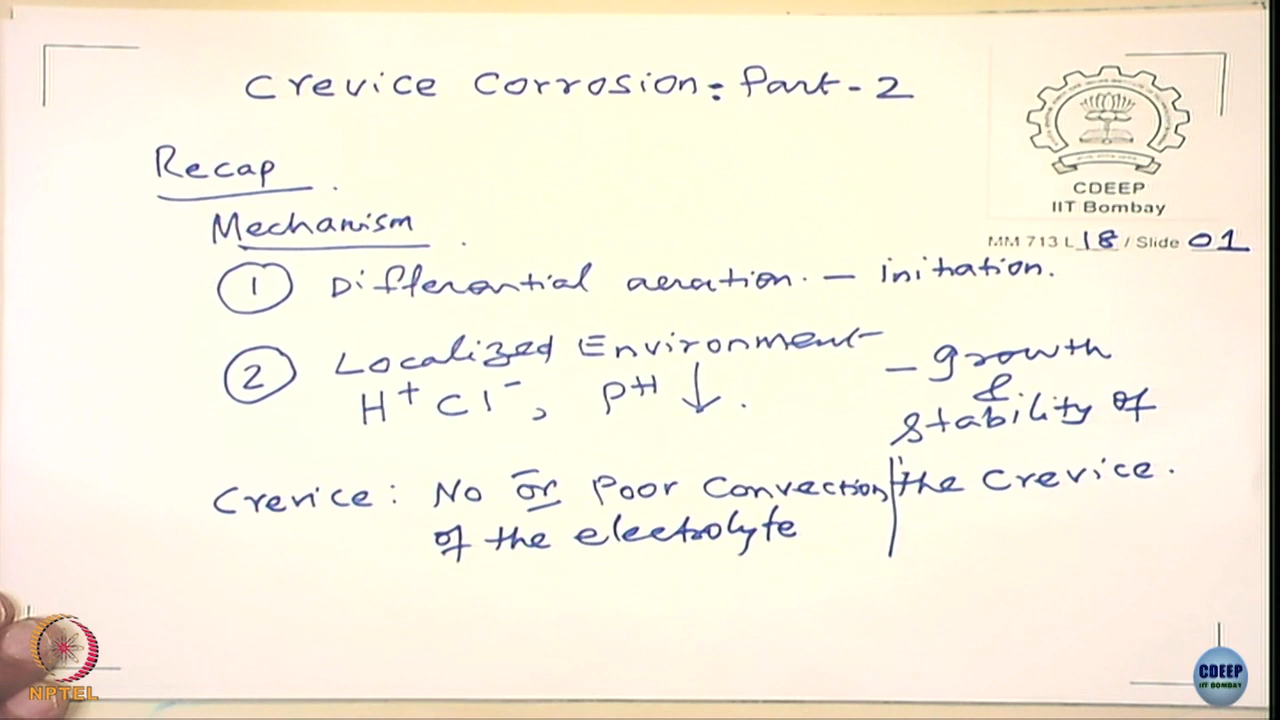 Crevice Corrosion: Part-2
CDEEP
IIT Bombay
MM 713 L 18 / Slide 01
Recap
Mechanism
1 Differential aeration. – initiation.
2 Localized Environment
H+ Cl-, pH ↓.
– growth
&
stability of
the crevice.
Crevice: No or Poor Convection
of the electrolyte
NPTEL
CDEEP
IIT BOMBAY